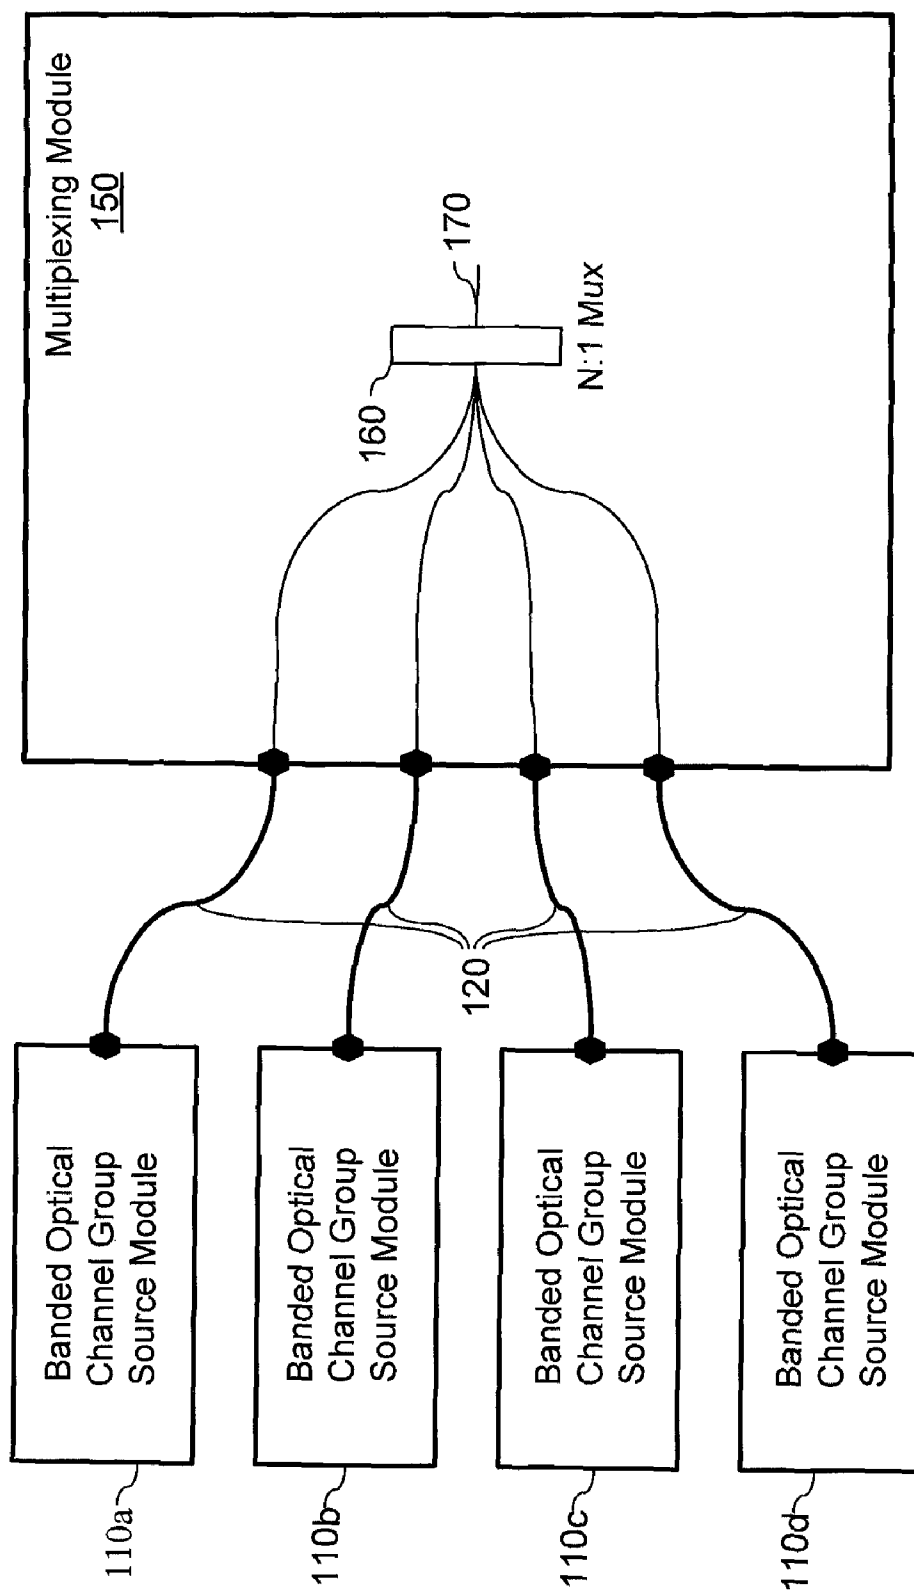 Multiplexing Module
150
170
160
N:1 Mux
120
Banded Optical
Channel Group
Source Module
110a
Banded Optical
Channel Group
Source Module
110b
Banded Optical
Channel Group
Source Module
110c
Banded Optical
Channel Group
Source Module
110d